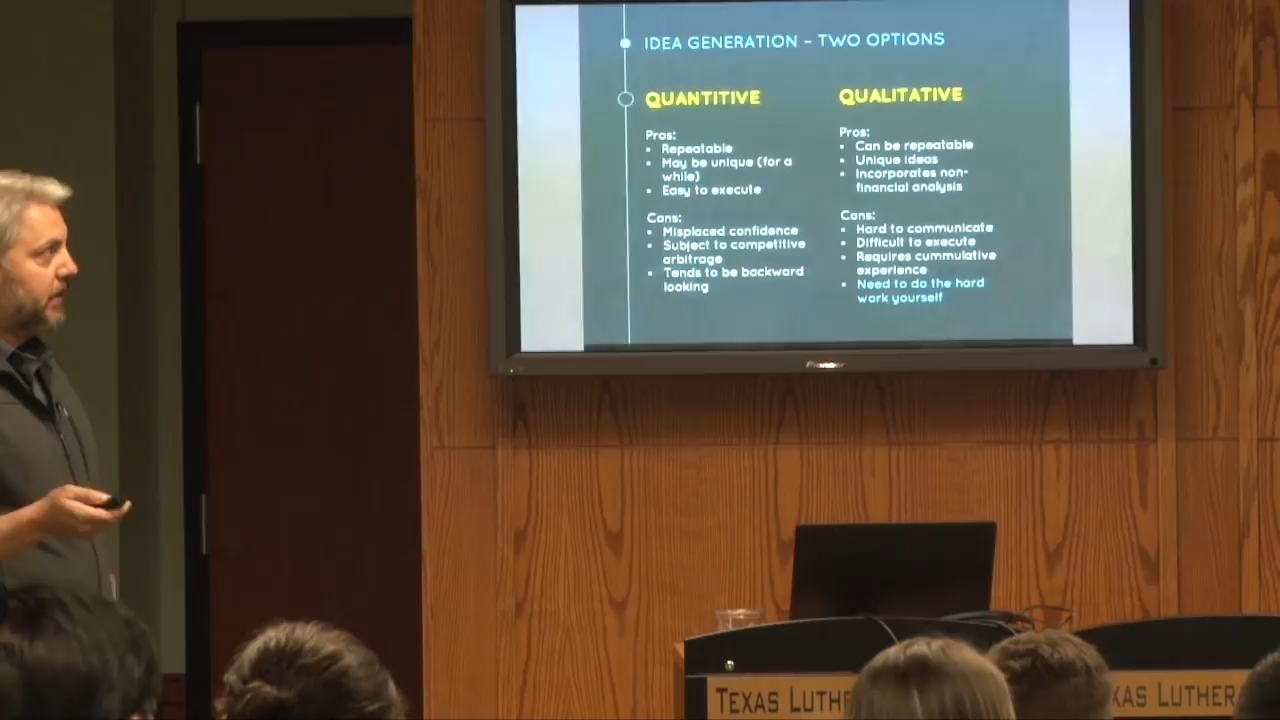 IDEA GENERATION – TWO OPTIONS
QUANTITIVE
Pros:
▪ Repeatable
▪ May be unique (for a
while)
▪ Easy to execute
Cons:
▪ Misplaced confidence
▪ Subject to competitive
arbitrage
▪ Tends to be backward
looking
QUALITATIVE
Pros:
▪ Can be repeatable
▪ Unique ideas
▪ Incorporates non-
financial analysis
Cons:
▪ Hard to communicate
▪ Difficult to execute
▪ Requires cummulative
experience
▪ Need to do the hard
work yourself
TEXAS LUTH
XAS LUTHER